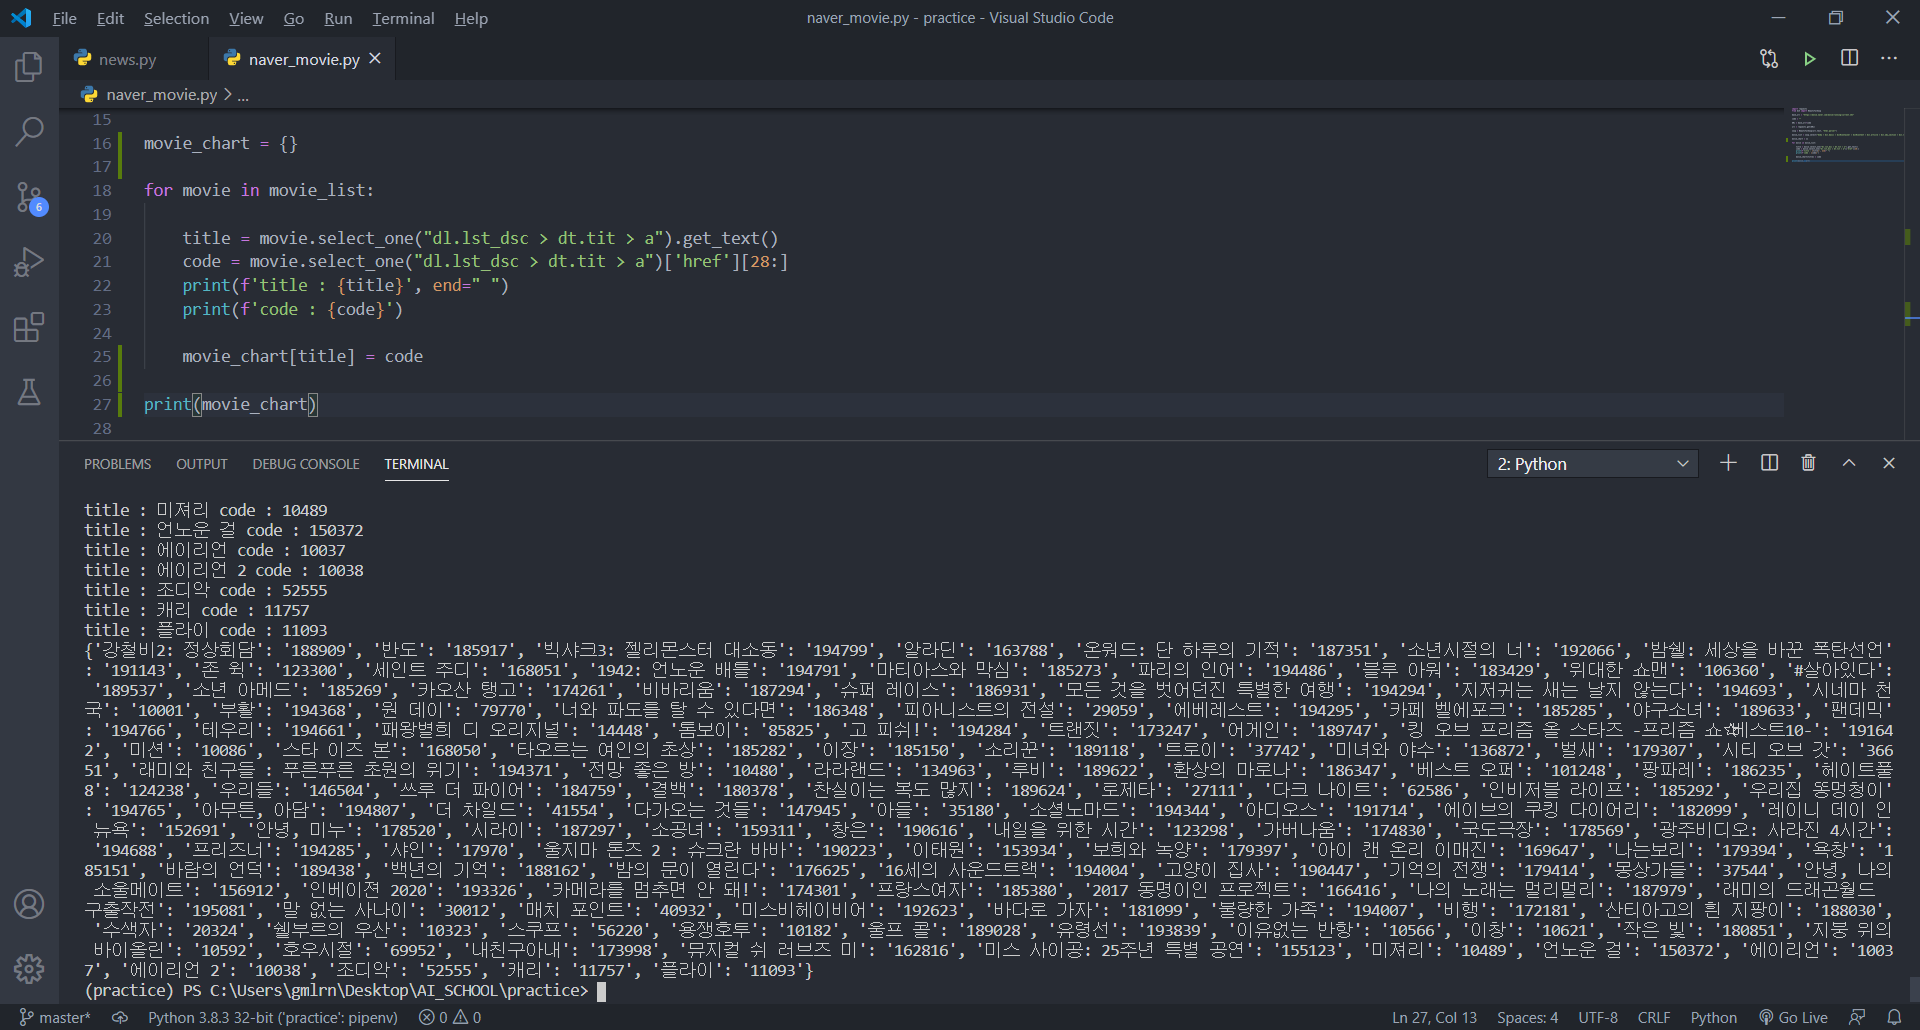 File Edit Selection View Go Run Terminal Help naver_movie.py - practice - Visual Studio Code
news.py naver_movie.py
naver_movie.py > ...
15
16 movie_chart = {}
17
18 for movie in movie_list:
19
20 title = movie.select_one("dl.lst_dsc > dt.tit > a").get_text()
21 code = movie.select_one("dl.lst_dsc > dt.tit > a")['href'][28:]
22 print(f'title : {title}', end=" ")
23 print(f'code : {code}')
24
25 movie_chart[title] = code
26
27 print(movie_chart)
28
6
PROBLEMS OUTPUT DEBUG CONSOLE TERMINAL 2: Python
title : 미져리 code : 10489
title : 언노운 걸 code : 150372
title : 에이리언 code : 10037
title : 에이리언 2 code : 10038
title : 조디악 code : 52555
title : 캐리 code : 11757
title : 플라이 code : 11093
{'강철비2: 정상회담': '188909', '반도': '185917', '빅샤크3: 젤리몬스터 대소동': '194799', '알라딘': '163788', '온워드: 단 하루의 기적': '187351', '소년시절의 너': '192066', '밤쉘: 세상을 바꾼 폭탄선언'
: '191143', '존 윅': '123300', '세인트 주디': '168051', '1942: 언노운 배틀': '194791', '마티아스와 막심': '185273', '파리의 인어': '194486', '블루 아워': '183429', '위대한 쇼맨': '106360', '#살아있다':
'189537', '소년 아메드': '185269', '카오산 탱고': '174261', '비바리움': '187294', '슈퍼 레이스': '186931', '모든 것을 벗어던진 특별한 여행': '194294', '지저귀는 새는 날지 않는다': '194693', '시네마 천
국': '10001', '부활': '194368', '원 데이': '79770', '너와 파도를 탈 수 있다면': '186348', '피아니스트의 전설': '29059', '에베레스트': '194295', '카페 벨에포크': '185285', '야구소녀': '189633', '팬데믹'
: '194766', '테우리': '194661', '패왕별희 디 오리지널': '14448', '톰보이': '85825', '고 피쉬!': '194284', '트랜짓': '173247', '어게인': '189747', '킹 오브 프리즘 올 스타즈 -프리즘 쇼☆베스트10-': '19164
2', '미션': '10086', '스타 이즈 본': '168050', '타오르는 여인의 초상': '185282', '이장': '185150', '소리꾼': '189118', '트로이': '37742', '미녀와 야수': '136872', '벌새': '179307', '시티 오브 갓': '366
51', '래미와 친구들 : 푸른푸른 초원의 위기': '194371', '전망 좋은 방': '10480', '라라랜드': '134963', '루비': '189622', '환상의 마로나': '186347', '베스트 오퍼': '101248', '팡파레': '186235', '헤이트풀
8': '124238', '우리들': '146504', '쓰루 더 파이어': '184759', '결백': '180378', '찬실이는 복도 많지': '189624', '로제타': '27111', '다크 나이트': '62586', '인비저블 라이프': '185292', '우리집 똥멍청이'
: '194765', '아무튼, 아담': '194807', '더 차일드': '41554', '다가오는 것들': '147945', '아들': '35180', '소셜노마드': '194344', '아디오스': '191714', '에이브의 쿠킹 다이어리': '182099', '레이니 데이 인
뉴욕': '152691', '안녕, 미누': '178520', '시라이': '187297', '소공녀': '159311', '창은': '190616', '내일을 위한 시간': '123298', '가버나움': '174830', '국도극장': '178569', '광주비디오: 사라진 4시간':
'194688', '프리즈너': '194285', '샤인': '17970', '울지마 톤즈 2 : 슈크란 바바': '190223', '이태원': '153934', '보희와 녹양': '179397', '아이 캔 온리 이매진': '169647', '나는보리': '179394', '욕창': '1
85151', '바람의 언덕': '189438', '백년의 기억': '188162', '밤의 문이 열린다': '176625', '16세의 사운드트랙': '194004', '고양이 집사': '190447', '기억의 전쟁': '179414', '몽상가들': '37544', '안녕, 나의
소울메이트': '156912', '인베이젼 2020': '193326', '카메라를 멈추면 안 돼!': '174301', '프랑스여자': '185380', '2017 동명이인 프로젝트': '166416', '나의 노래는 멀리멀리': '187979', '래미의 드래곤월드
구출작전': '195081', '말 없는 사나이': '30012', '매치 포인트': '40932', '미스비헤이비어': '192623', '바다로 가자': '181099', '불량한 가족': '194007', '비행': '172181', '산티아고의 흰 지팡이': '188030',
'수색자': '20324', '쉘부르의 우산': '10323', '스쿠프': '56220', '용쟁호투': '10182', '울프 콜': '189028', '유령선': '193839', '이유없는 반항': '10566', '이창': '10621', '작은 빛': '180851', '지붕 위의
바이올린': '10592', '호우시절': '69952', '내친구아내': '173998', '뮤지컬 쉬 러브즈 미': '162816', '미스 사이공: 25주년 특별 공연': '155123', '미져리': '10489', '언노운 걸': '150372', '에이리언': '1003
7', '에이리언 2': '10038', '조디악': '52555', '캐리': '11757', '플라이': '11093'}
(practice) PS C:\Users\gmlrn\Desktop\AI_SCHOOL\practice>
master* Python 3.8.3 32-bit ('practice': pipenv) 0 0 Ln 27, Col 13 Spaces: 4 UTF-8 CRLF Python Go Live